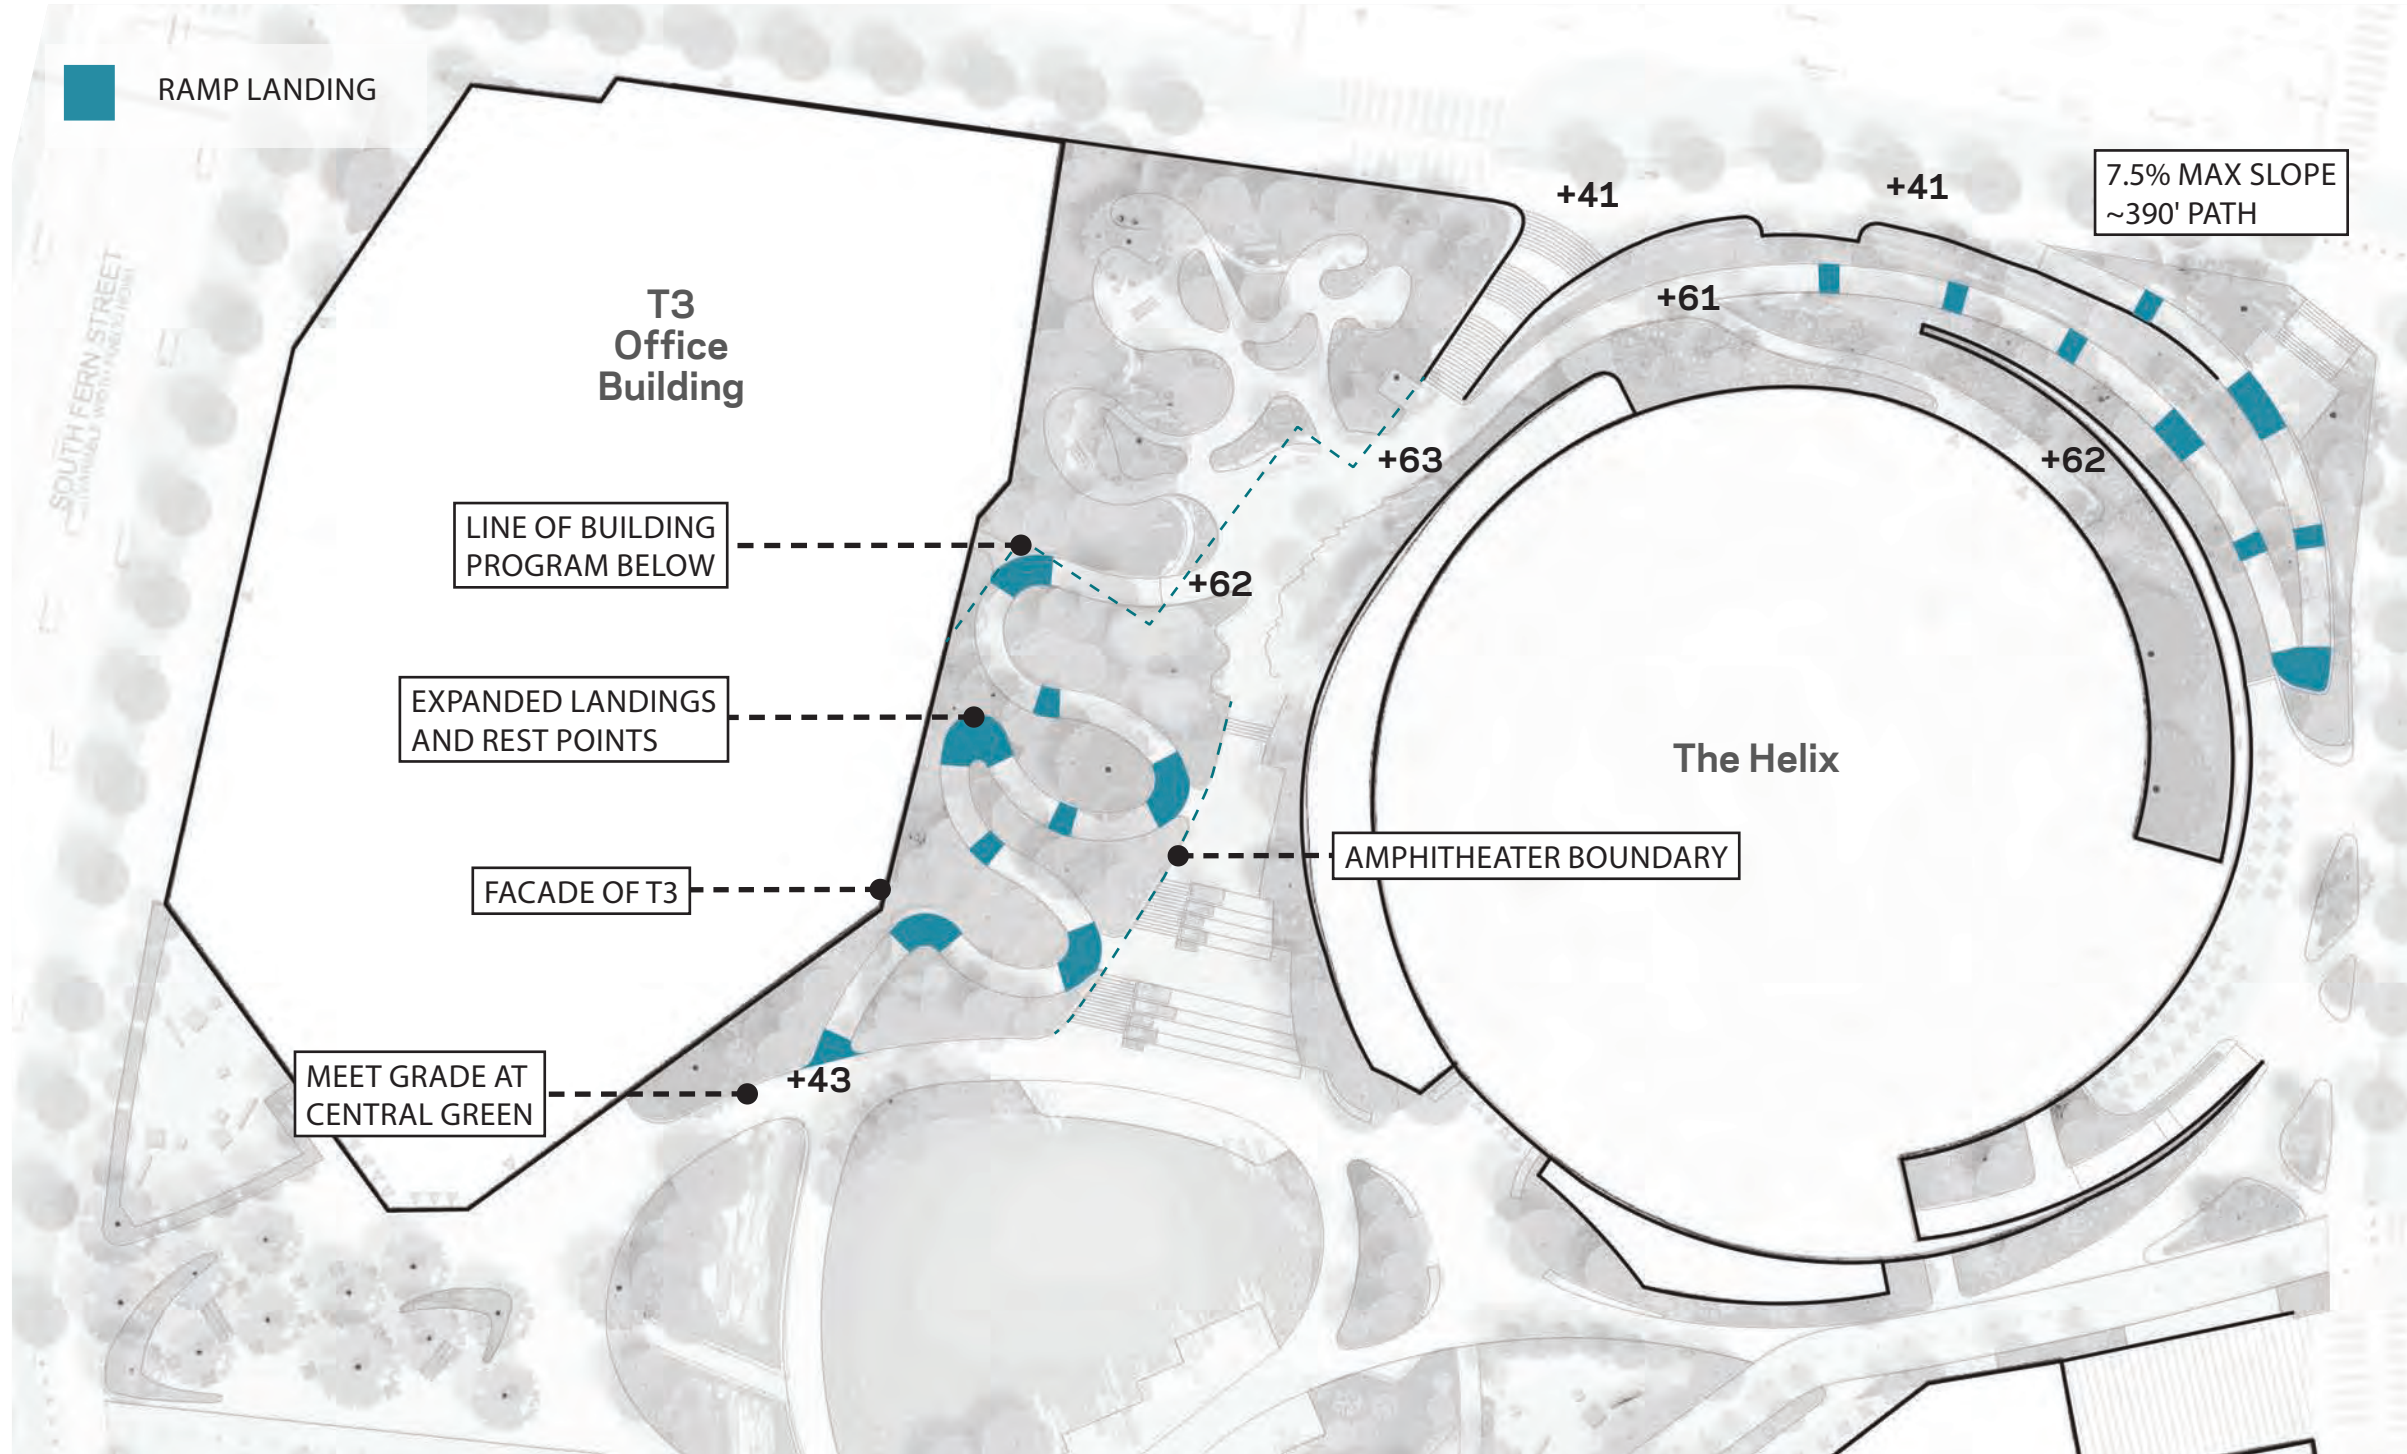 RAMP LANDING
+41
+41
7.5% MAX SLOPE
~390' PATH
T3
Office
Building
+61
+63
+62
SOUTH FERN STREET
LINE OF BUILDING
PROGRAM BELOW
+62
EXPANDED LANDINGS
AND REST POINTS
The Helix
AMPHITHEATER BOUNDARY
FACADE OF T3
MEET GRADE AT
CENTRAL GREEN
+43